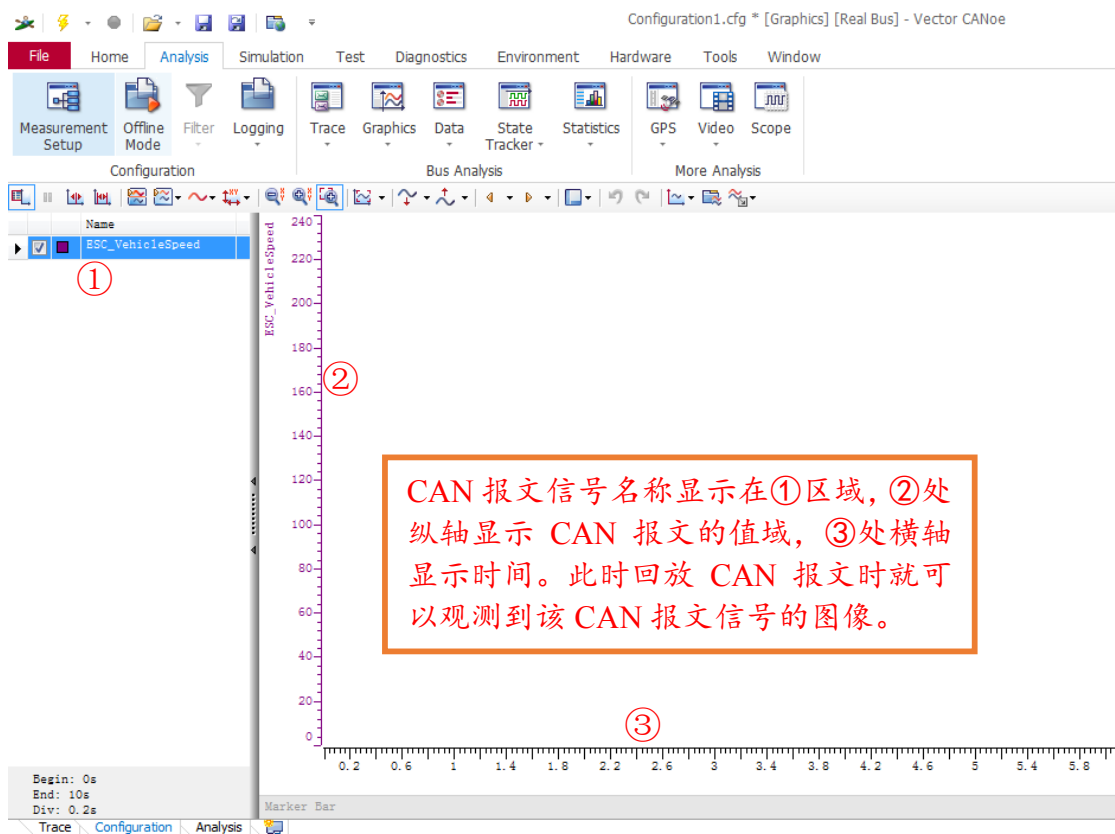 Configuration1.cfg * [Graphics] [Real Bus] - Vector CANoe
File Home Analysis Simulation Test Diagnostics Environment Hardware Tools Window
Measurement Setup Offline Mode Filter Logging Trace Graphics Data State Tracker Statistics GPS Video Scope
Configuration Bus Analysis More Analysis
Name
ESC_VehicleSpeed
①
ESC_VehicleSpeed
240
220
200
180
②
160
140
120
100
80
60
40
20
0
CAN 报文信号名称显示在①区域，②处
纵轴显示 CAN 报文的值域，③处横轴
显示时间。此时回放 CAN 报文时就可
以观测到该 CAN 报文信号的图像。
③
0.2 0.6 1 1.4 1.8 2.2 2.6 3 3.4 3.8 4.2 4.6 5 5.4 5.8
Begin: 0s
End: 10s
Div: 0.2s
Marker Bar
Trace Configuration Analysis